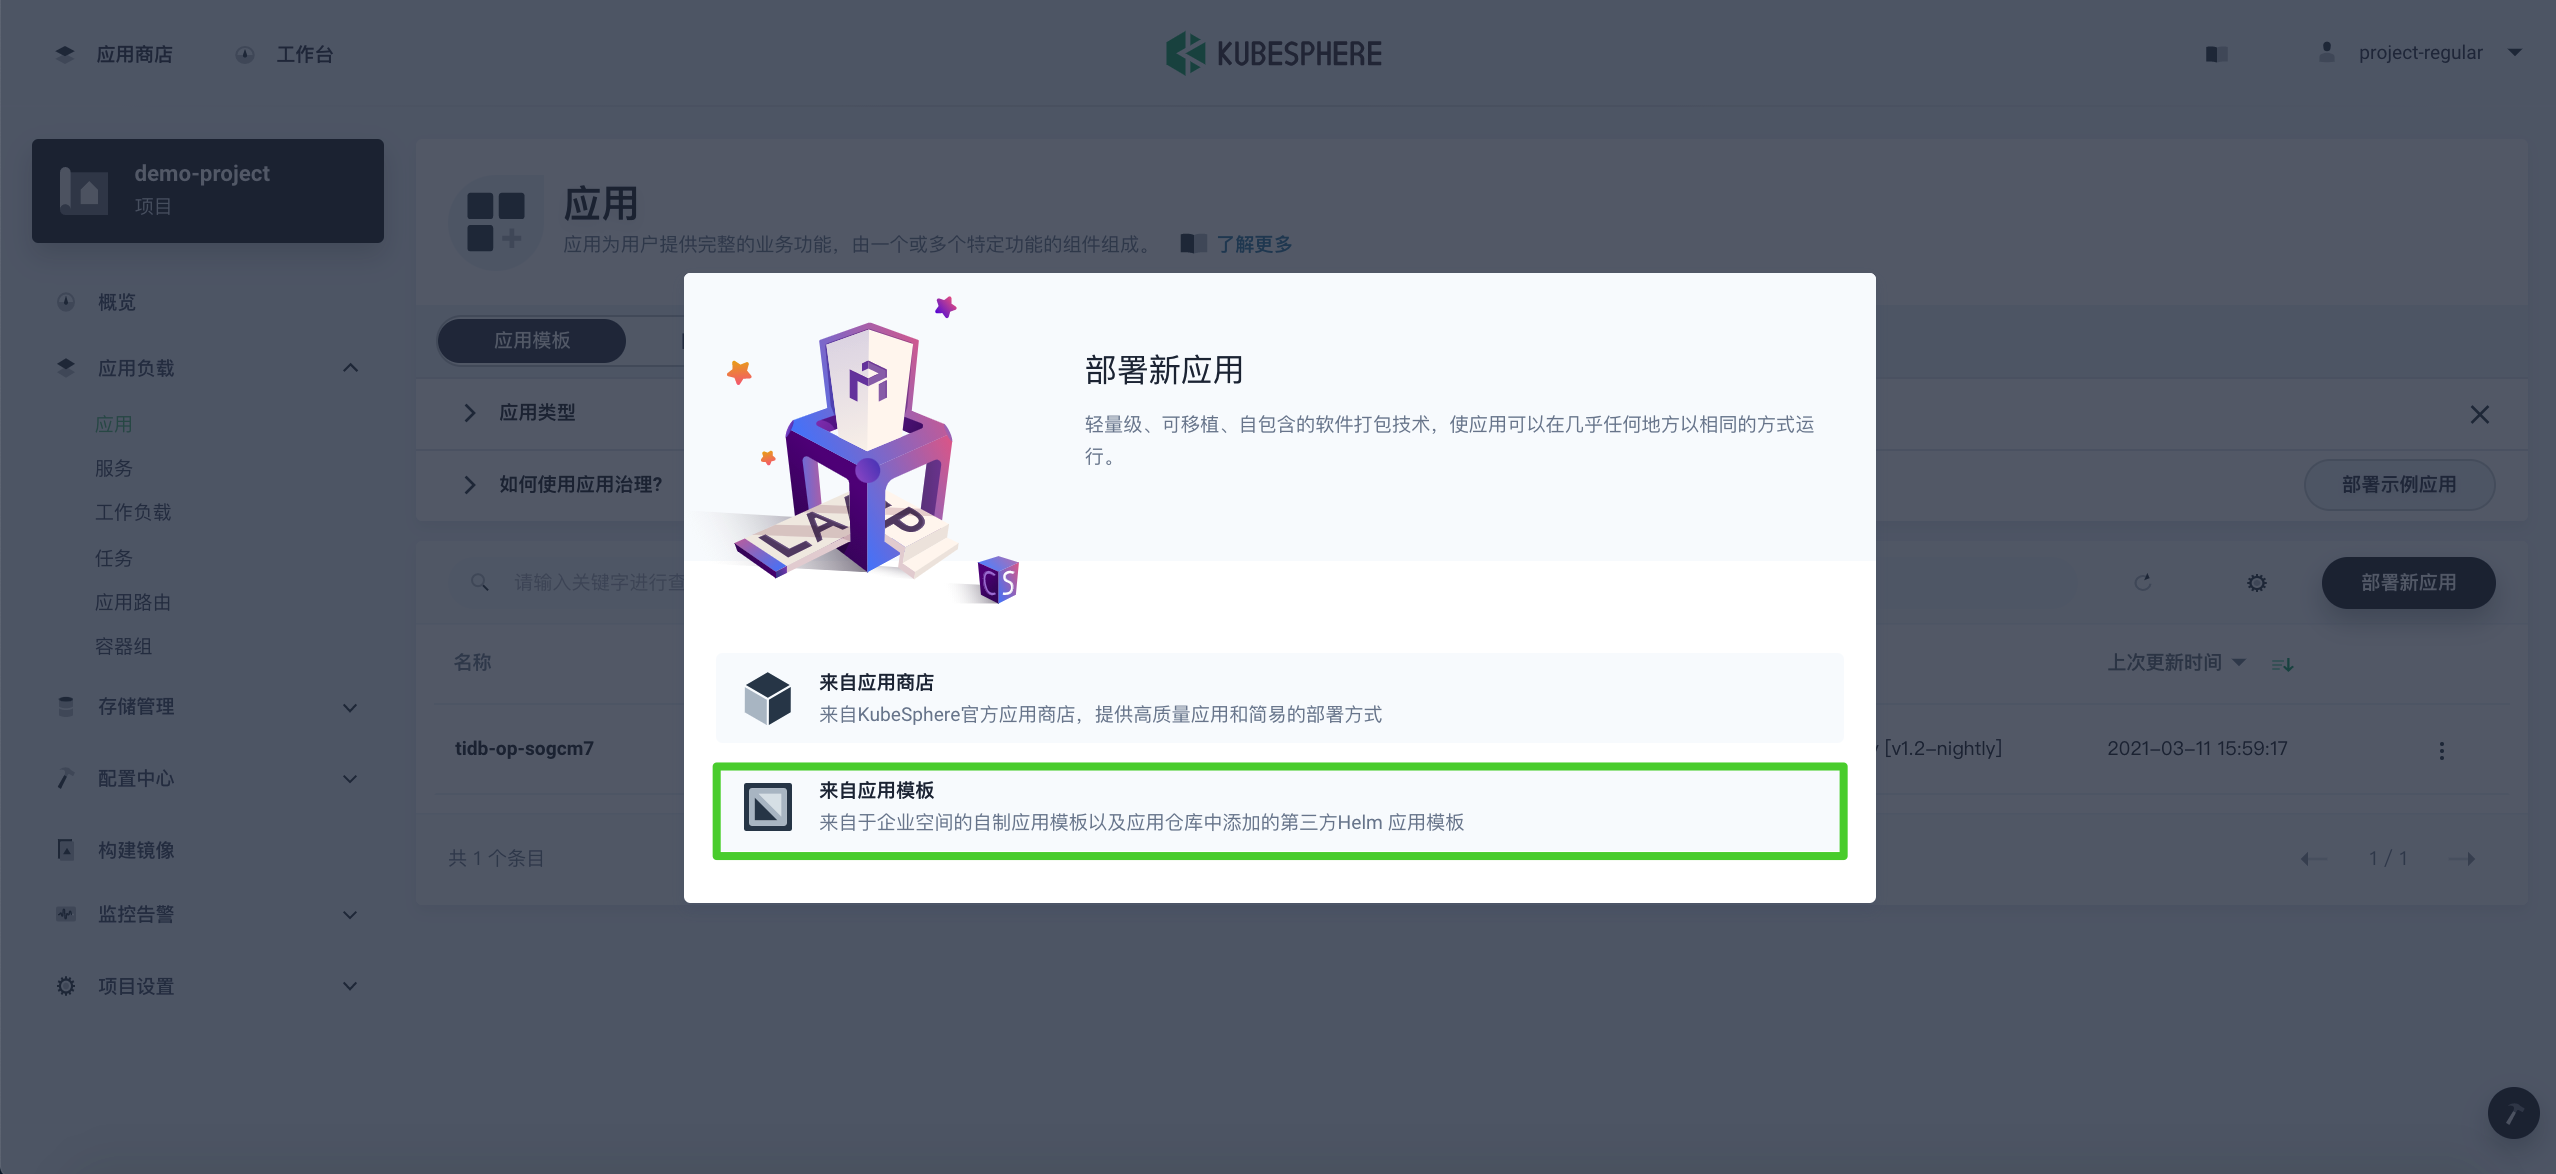 应用商店
工作台
KUBESPHERE
project-regular
demo-project
项目
概览
应用负载
应用
服务
工作负载
任务
应用路由
容器组
存储管理
配置中心
构建镜像
监控告警
项目设置
应用
应用为用户提供完整的业务功能，由一个或多个特定功能的组件组成。 了解更多
应用模板
应用类型
如何使用应用治理?
部署示例应用
请输入关键字进行查
部署新应用
名称
上次更新时间
tidb-op-sogcm7
[v1.2-nightly]
2021-03-11 15:59:17
共 1 个条目
1 / 1
部署新应用
轻量级、可移植、自包含的软件打包技术，使应用可以在几乎任何地方以相同的方式运
行。
CS
来自应用商店
来自KubeSphere官方应用商店，提供高质量应用和简易的部署方式
来自应用模板
来自于企业空间的自制应用模板以及应用仓库中添加的第三方Helm 应用模板